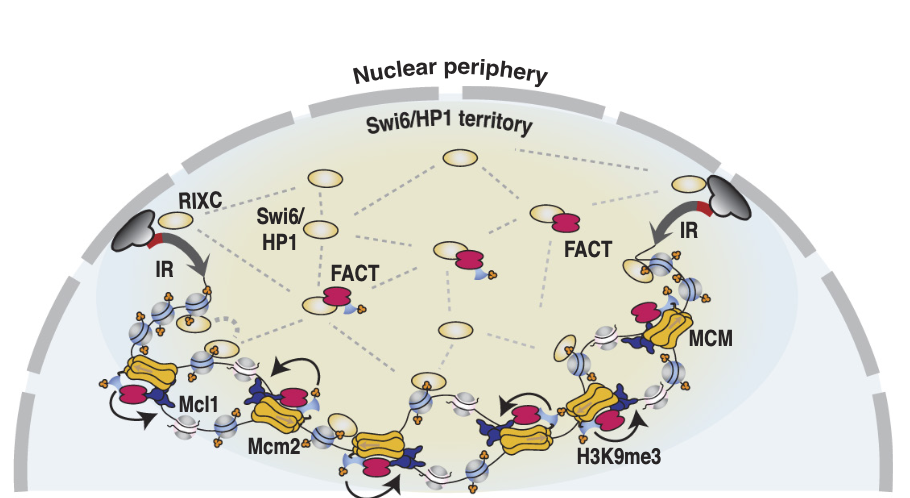 Nuclear periphery
Swi6/HP1 territory
RIXC
Swi6/
HP1
FACT
FACT
IR
IR
MCM
Mcl1
Mcm2
H3K9me3